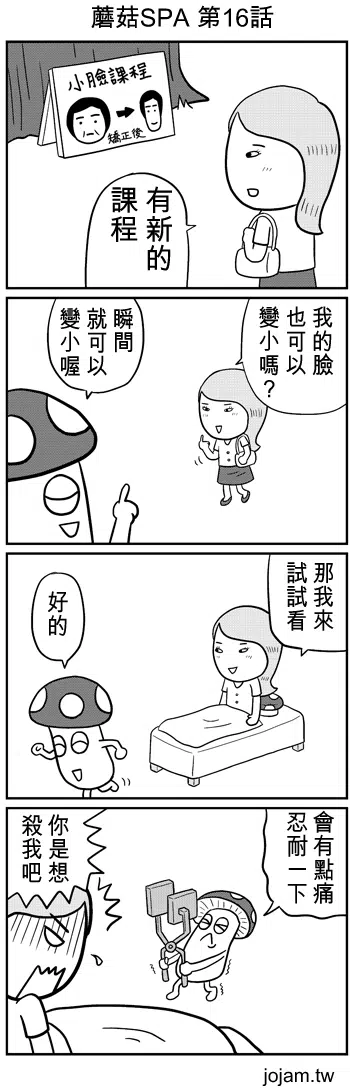 蘑菇SPA 第16話
小臉課程
矯正後
有新的
課程
我的臉
也可以
變小嗎?
瞬間
就可以
變小喔
那我來
試試看
好的
會有點痛
忍耐一下
你是想
殺我吧
jojam.tw